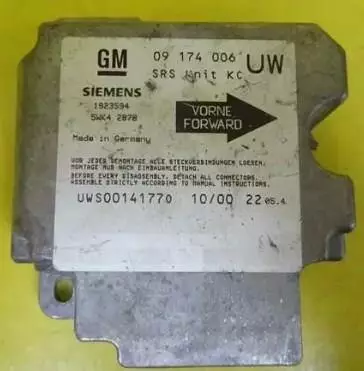 GM 09 174 006 UW
SRS Unit KC
SIEMENS
1923594
5WK4 2878
VORNE
FORWARD
Made in Germany
VOR JEDER DEMONTAGE ALLE STECKVERBINDUNGEN LOESEN.
MONTAGE NUR NACH EINBAUANLEITUNG.
BEFORE EVERY DISASSEMBLY, DETACH ALL CONNECTORS.
ASSEMBLE STRICTLY ACCORDING TO MANUAL INSTRUCTIONS.
UWS00141770 10/00 22 05.4